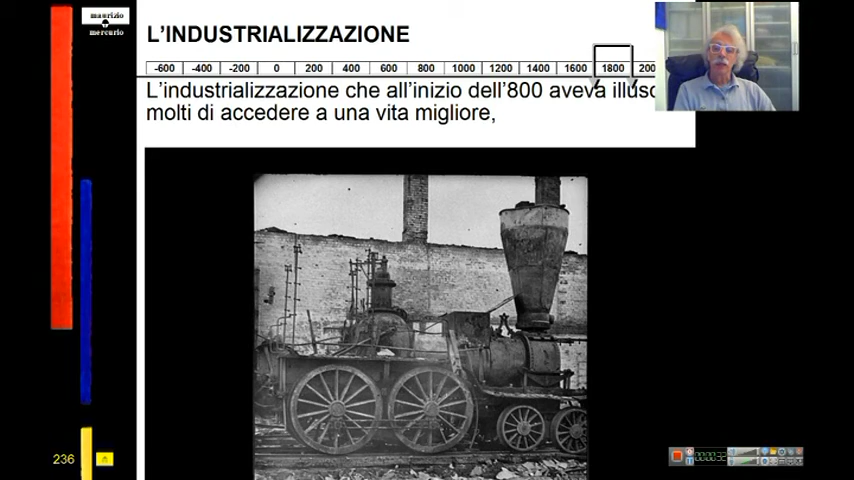 maurizio
mercurio
L'INDUSTRIALIZZAZIONE
-600 -400 -200 0 200 400 600 800 1000 1200 1400 1600 1800 200
L'industrializzazione che all'inizio dell'800 aveva illuso
molti di accedere a una vita migliore,
236